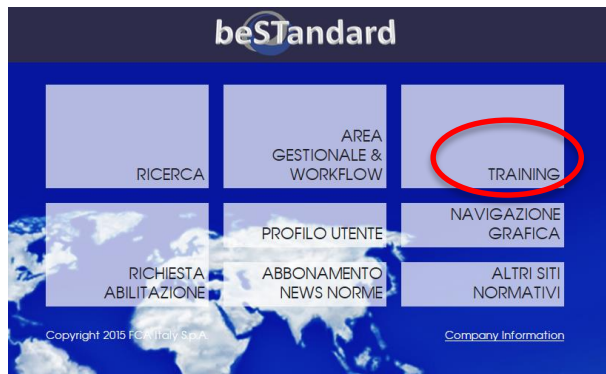 beSTandard
RICERCA
AREA
GESTIONALE &
WORKFLOW
TRAINING
PROFILO UTENTE
NAVIGAZIONE
GRAFICA
RICHIESTA
ABILITAZIONE
ABBONAMENTO
NEWS NORME
ALTRI SITI
NORMATIVI
Copyright 2015 FCA Italy S.p.A.
Company Information